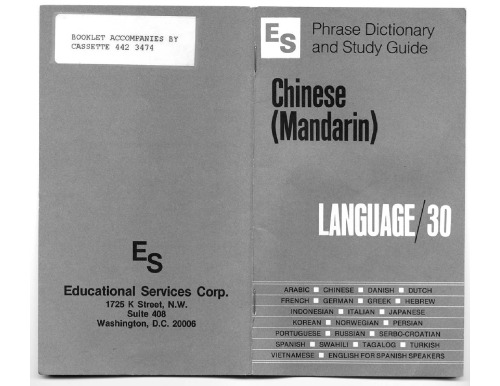 BOOKLET ACCOMPANIES BY
CASSETTE 442 3474
ES
Educational Services Corp.
1725 K Street, N.W.
Suite 408
Washington, D.C. 20006
ES
Phrase Dictionary
and Study Guide
Chinese
(Mandarin)
LANGUAGE/30
ARABIC ■ CHINESE ■ DANISH ■ DUTCH
FRENCH ■ GERMAN ■ GREEK ■ HEBREW
INDONESIAN ■ ITALIAN ■ JAPANESE
KOREAN ■ NORWEGIAN ■ PERSIAN
PORTUGUESE ■ RUSSIAN ■ SERBO-CROATIAN
SPANISH ■ SWAHILI ■ TAGALOG ■ TURKISH
VIETNAMESE ■ ENGLISH FOR SPANISH SPEAKERS